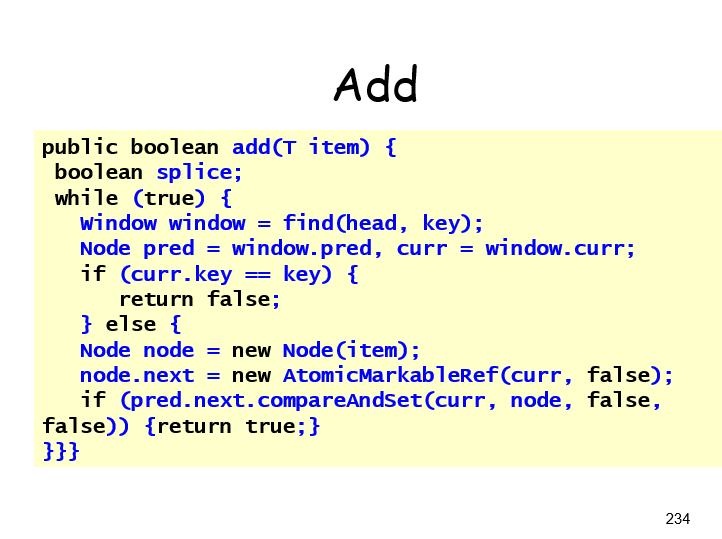 Add
public boolean add(T item) {
 boolean splice;
 while (true) {
   Window window = find(head, key);
   Node pred = window.pred, curr = window.curr;
   if (curr.key == key) {
      return false;
   } else {
   Node node = new Node(item);
   node.next = new AtomicMarkableRef(curr, false);
   if (pred.next.compareAndSet(curr, node, false,
false)) {return true;}
}}}
234